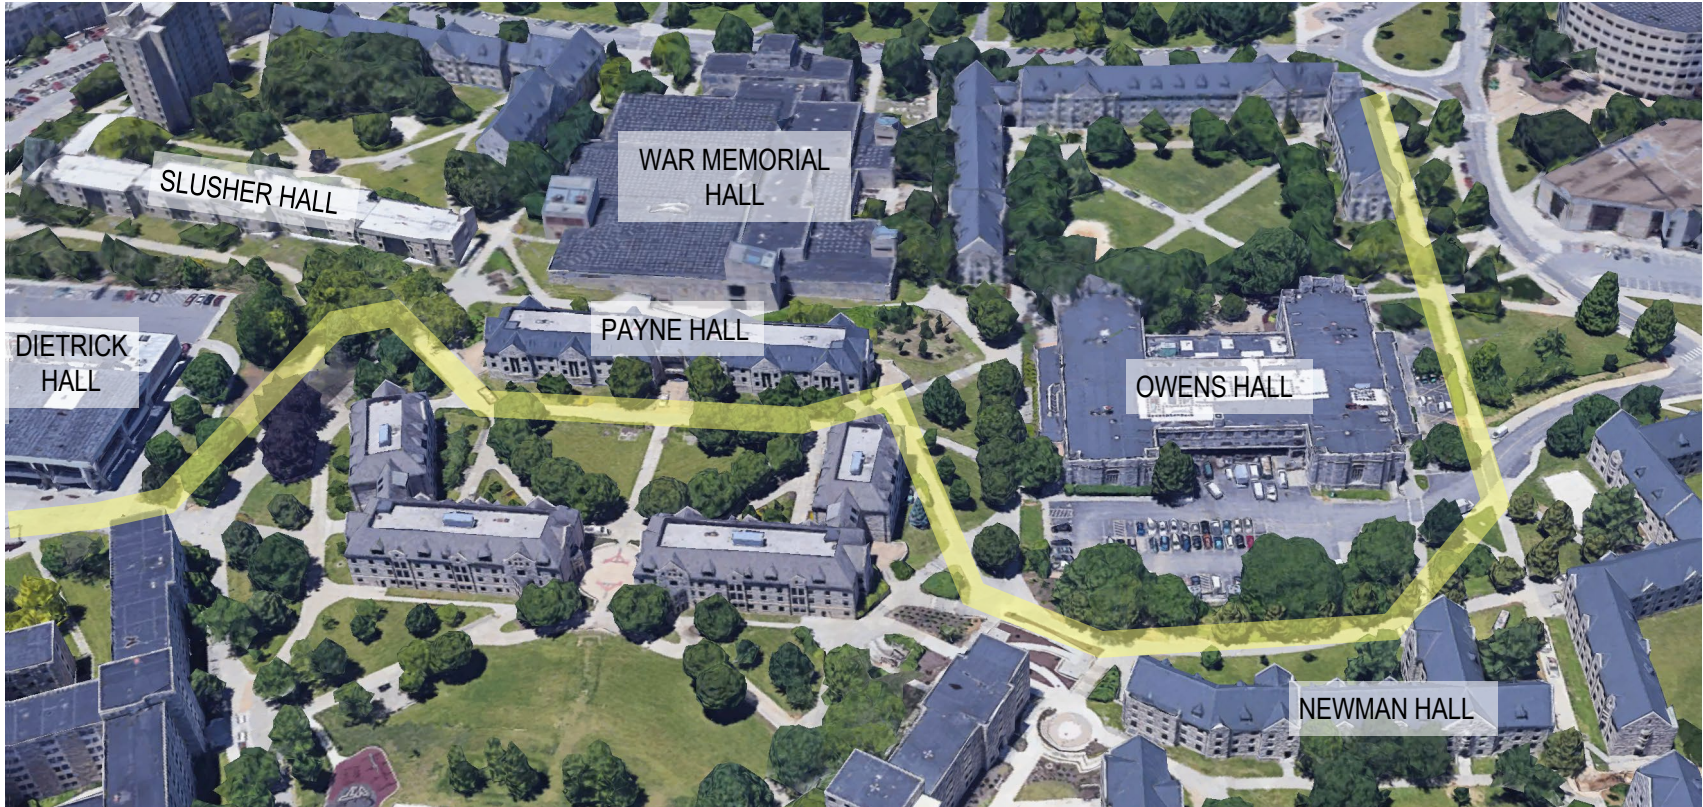 WAR MEMORIAL
HALL
SLUSHER HALL
PAYNE HALL
DIETRICK
HALL
OWENS HALL
NEWMAN HALL